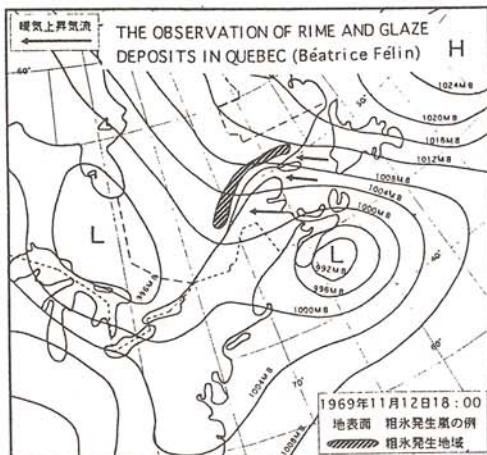 暖気上昇気流
THE OBSERVATION OF RIME AND GLAZE
DEPOSITS IN QUEBEC (Béatrice Félin)
H
1024MB
1020MB
1016MB
1012MB
1008MB
1004MB
1000MB
L
L
992MB
996MB
996MB
1000MB
1004MB
1008MB
60°
50°
40°
60°
70°
1969年11月12日18:00
地表面 粗氷発生嵐の例
粗氷発生地域